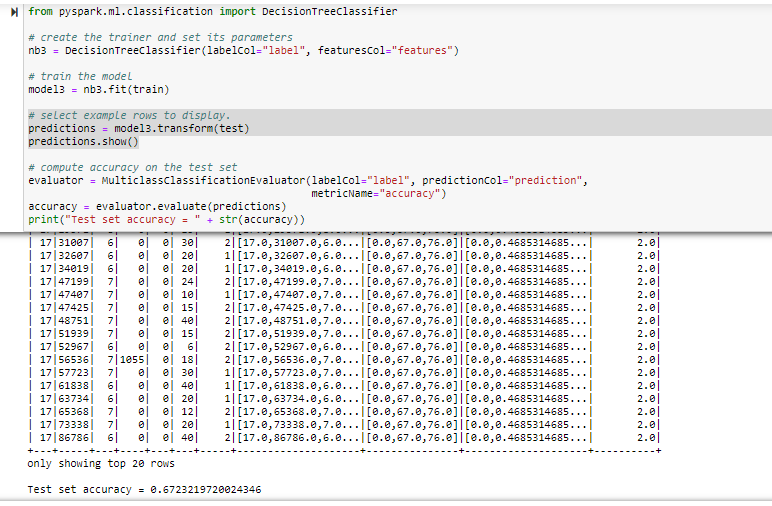 from pyspark.ml.classification import DecisionTreeClassifier
# create the trainer and set its parameters
nb3 = DecisionTreeClassifier(labelCol="label", featuresCol="features")
# train the model
model3 = nb3.fit(train)
# select example rows to display.
predictions = model3.transform(test)
predictions.show()
# compute accuracy on the test set
evaluator = MulticlassClassificationEvaluator(labelCol="label", predictionCol="prediction",
metricName="accuracy")
accuracy = evaluator.evaluate(predictions)
print("Test set accuracy = " + str(accuracy))
| 17|31007| 6| 0| 0| 30| 2|[17.0,31007.0,6.0...|[0.0,67.0,76.0]|[0.0,0.4685314685...| 2.0|
| 17|32607| 6| 0| 0| 20| 1|[17.0,32607.0,6.0...|[0.0,67.0,76.0]|[0.0,0.4685314685...| 2.0|
| 17|34019| 6| 0| 0| 20| 1|[17.0,34019.0,6.0...|[0.0,67.0,76.0]|[0.0,0.4685314685...| 2.0|
| 17|47199| 7| 0| 0| 24| 2|[17.0,47199.0,7.0...|[0.0,67.0,76.0]|[0.0,0.4685314685...| 2.0|
| 17|47407| 7| 0| 0| 10| 1|[17.0,47407.0,7.0...|[0.0,67.0,76.0]|[0.0,0.4685314685...| 2.0|
| 17|47425| 7| 0| 0| 15| 2|[17.0,47425.0,7.0...|[0.0,67.0,76.0]|[0.0,0.4685314685...| 2.0|
| 17|48751| 7| 0| 0| 40| 2|[17.0,48751.0,7.0...|[0.0,67.0,76.0]|[0.0,0.4685314685...| 2.0|
| 17|51939| 7| 0| 0| 15| 2|[17.0,51939.0,7.0...|[0.0,67.0,76.0]|[0.0,0.4685314685...| 2.0|
| 17|52967| 6| 0| 0| 6| 2|[17.0,52967.0,6.0...|[0.0,67.0,76.0]|[0.0,0.4685314685...| 2.0|
| 17|56536| 7|1055| 0| 18| 2|[17.0,56536.0,7.0...|[0.0,67.0,76.0]|[0.0,0.4685314685...| 2.0|
| 17|57723| 7| 0| 0| 30| 1|[17.0,57723.0,7.0...|[0.0,67.0,76.0]|[0.0,0.4685314685...| 2.0|
| 17|61838| 6| 0| 0| 40| 1|[17.0,61838.0,6.0...|[0.0,67.0,76.0]|[0.0,0.4685314685...| 2.0|
| 17|63734| 6| 0| 0| 20| 1|[17.0,63734.0,6.0...|[0.0,67.0,76.0]|[0.0,0.4685314685...| 2.0|
| 17|65368| 7| 0| 0| 12| 2|[17.0,65368.0,7.0...|[0.0,67.0,76.0]|[0.0,0.4685314685...| 2.0|
| 17|73338| 7| 0| 0| 20| 1|[17.0,73338.0,7.0...|[0.0,67.0,76.0]|[0.0,0.4685314685...| 2.0|
| 17|86786| 6| 0| 0| 40| 2|[17.0,86786.0,6.0...|[0.0,67.0,76.0]|[0.0,0.4685314685...| 2.0|
+---+-----+---+----+---+---+-----+--------------------+---------------+--------------------+----------+
only showing top 20 rows
Test set accuracy = 0.6723219720024346